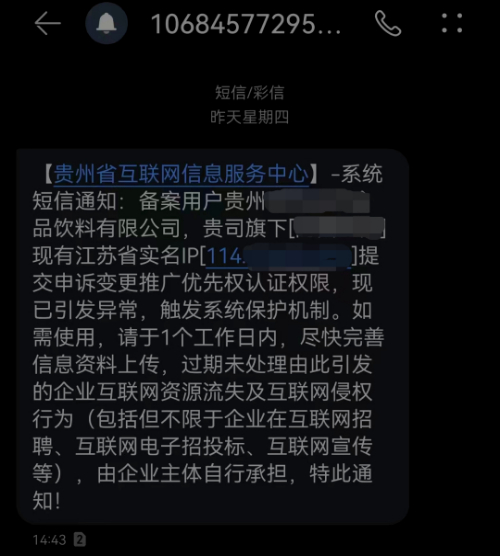 10684577295...
短信/彩信
昨天星期四
【贵州省互联网信息服务中心】-系统
短信通知：备案用户贵州
品饮料有限公司，贵司旗下[]
现有江苏省实名IP[114.]提
交申诉变更推广优先权认证权限，现
已引发异常，触发系统保护机制。如
需使用，请于1个工作日内，尽快完善
信息资料上传，过期未处理由此引发
的企业互联网资源流失及互联网侵权
行为（包括但不限于企业在互联网招
聘、互联网电子招投标、互联网宣传
等），由企业主体自行承担，特此通
知！
14:43 2